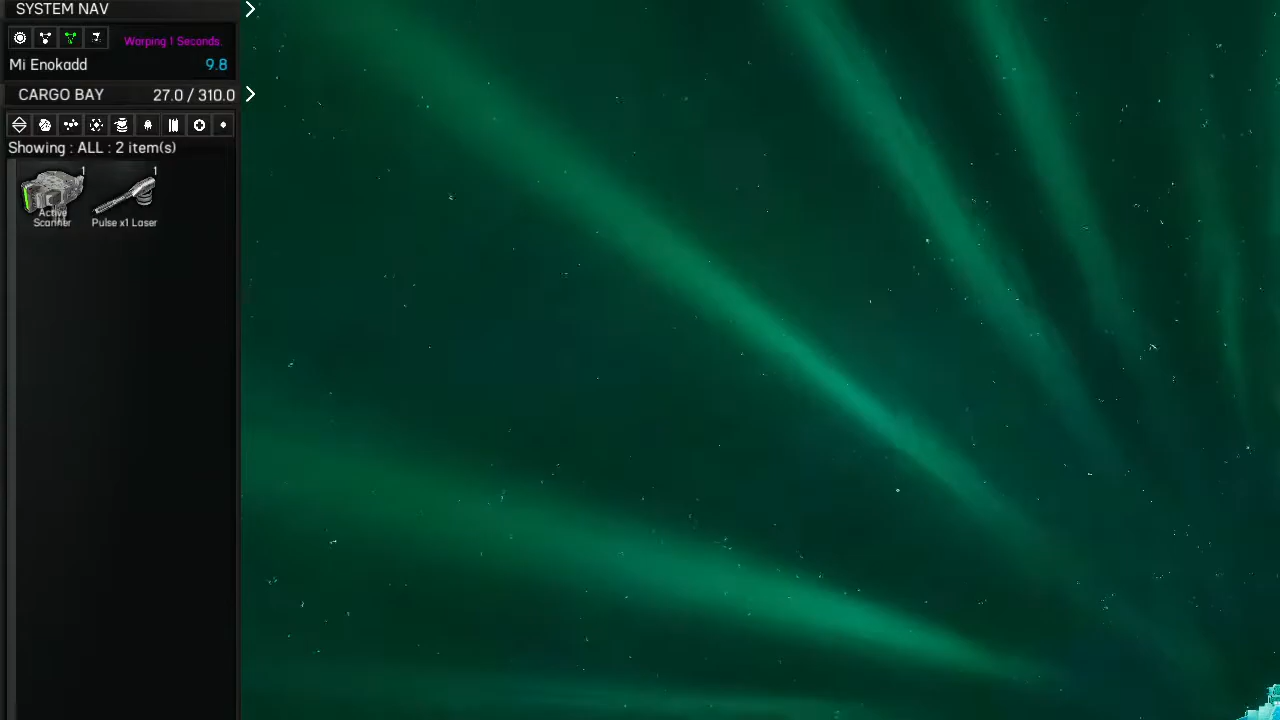 SYSTEM NAV
Warping 1 Seconds.
Mi Enokadd 9.8
CARGO BAY 27.0 / 310.0
Showing : ALL : 2 item(s)
1 1
Active
Scanner Pulse x1 Laser